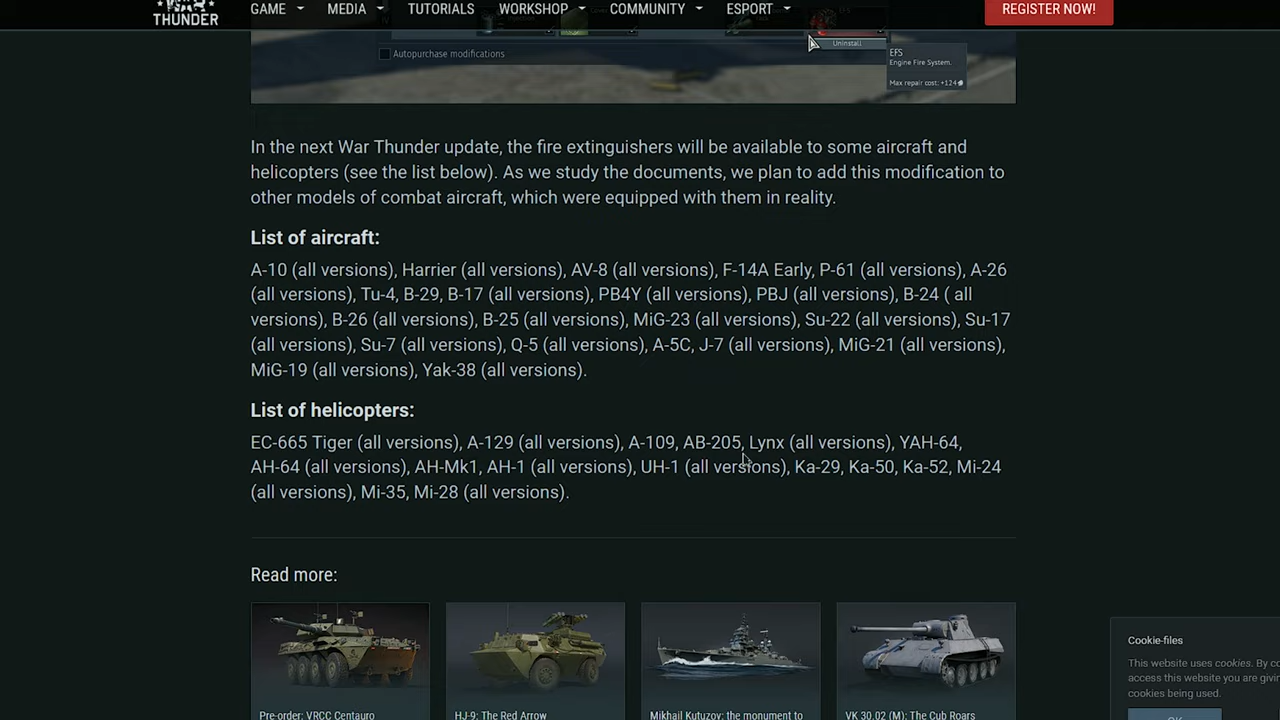 THUNDER
GAME
MEDIA
TUTORIALS
WORKSHOP
COMMUNITY
ESPORT
REGISTER NOW!
Autopurchase modifications
Uninstall
EFS
Engine Fire System.
Max repair cost: +124
In the next War Thunder update, the fire extinguishers will be available to some aircraft and
helicopters (see the list below). As we study the documents, we plan to add this modification to
other models of combat aircraft, which were equipped with them in reality.
List of aircraft:
A-10 (all versions), Harrier (all versions), AV-8 (all versions), F-14A Early, P-61 (all versions), A-26
(all versions), Tu-4, B-29, B-17 (all versions), PB4Y (all versions), PBJ (all versions), B-24 ( all
versions), B-26 (all versions), B-25 (all versions), MiG-23 (all versions), Su-22 (all versions), Su-17
(all versions), Su-7 (all versions), Q-5 (all versions), A-5C, J-7 (all versions), MiG-21 (all versions),
MiG-19 (all versions), Yak-38 (all versions).
List of helicopters:
EC-665 Tiger (all versions), A-129 (all versions), A-109, AB-205, Lynx (all versions), YAH-64,
AH-64 (all versions), AH-Mk1, AH-1 (all versions), UH-1 (all versions), Ka-29, Ka-50, Ka-52, Mi-24
(all versions), Mi-35, Mi-28 (all versions).
Read more:
Pre-order: VRCC Centauro
HJ-9: The Red Arrow
Mikhail Kutuzov: the monument to
VK 30.02 (M): The Cub Roars
Cookie-files
This website uses cookies. By co
access this website you are givin
cookies being used.
OK